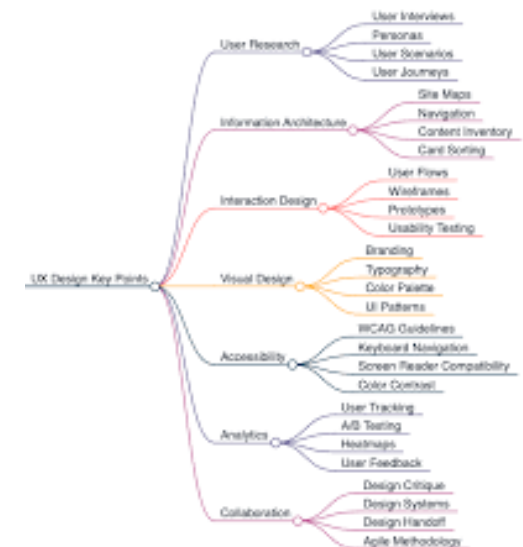 UX Design Key Points
User Research
User Interviews
Personas
User Scenarios
User Journeys
Information Architecture
Site Maps
Navigation
Content Inventory
Card Sorting
Interaction Design
User Flows
Wireframes
Prototypes
Usability Testing
Visual Design
Branding
Typography
Color Palette
UI Patterns
Accessibility
WCAG Guidelines
Keyboard Navigation
Screen Reader Compatibility
Color Contrast
Analytics
User Tracking
A/B Testing
Heatmaps
User Feedback
Collaboration
Design Critique
Design Systems
Design Handoff
Agile Methodology